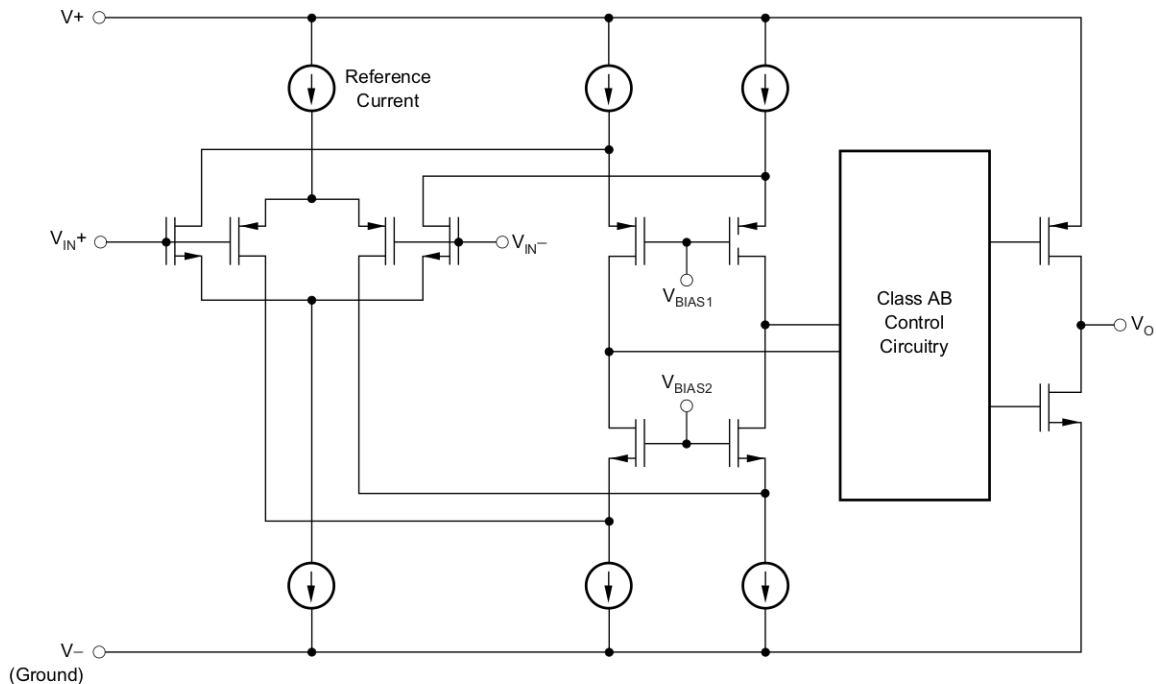 V+
Reference
Current
V_IN+
V_IN−
V_BIAS1
V_BIAS2
Class AB
Control
Circuitry
V_O
V−
(Ground)